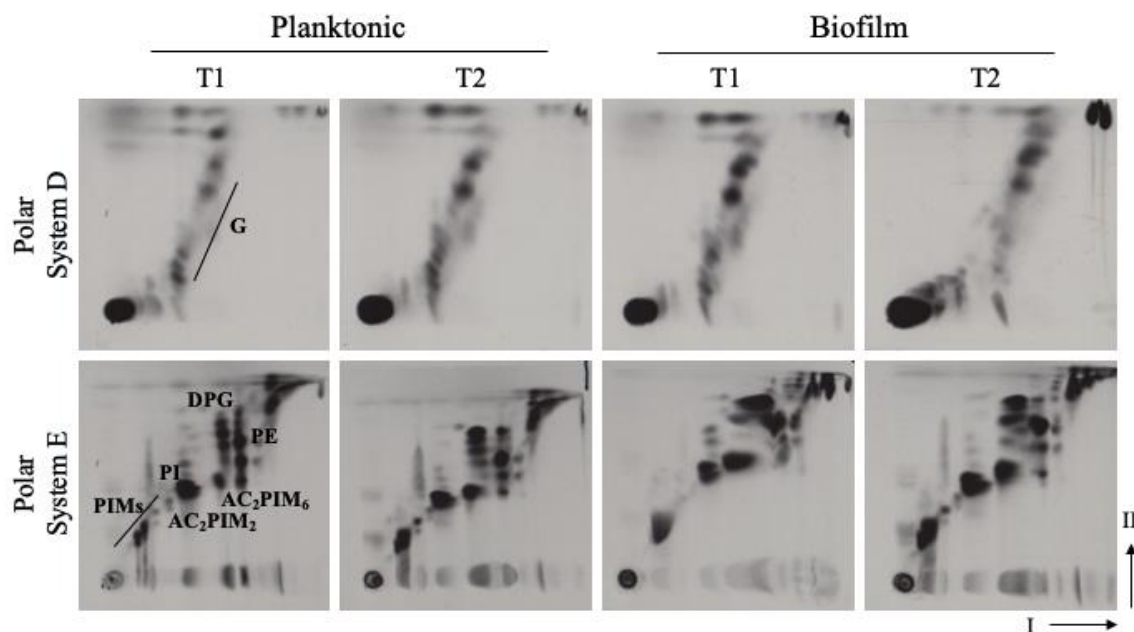 Planktonic Biofilm
T1 T2 T1 T2
Polar
System D
G
Polar
System E
DPG
PE
PI
PIMs
AC₂PIM₆
AC₂PIM₂
II
I